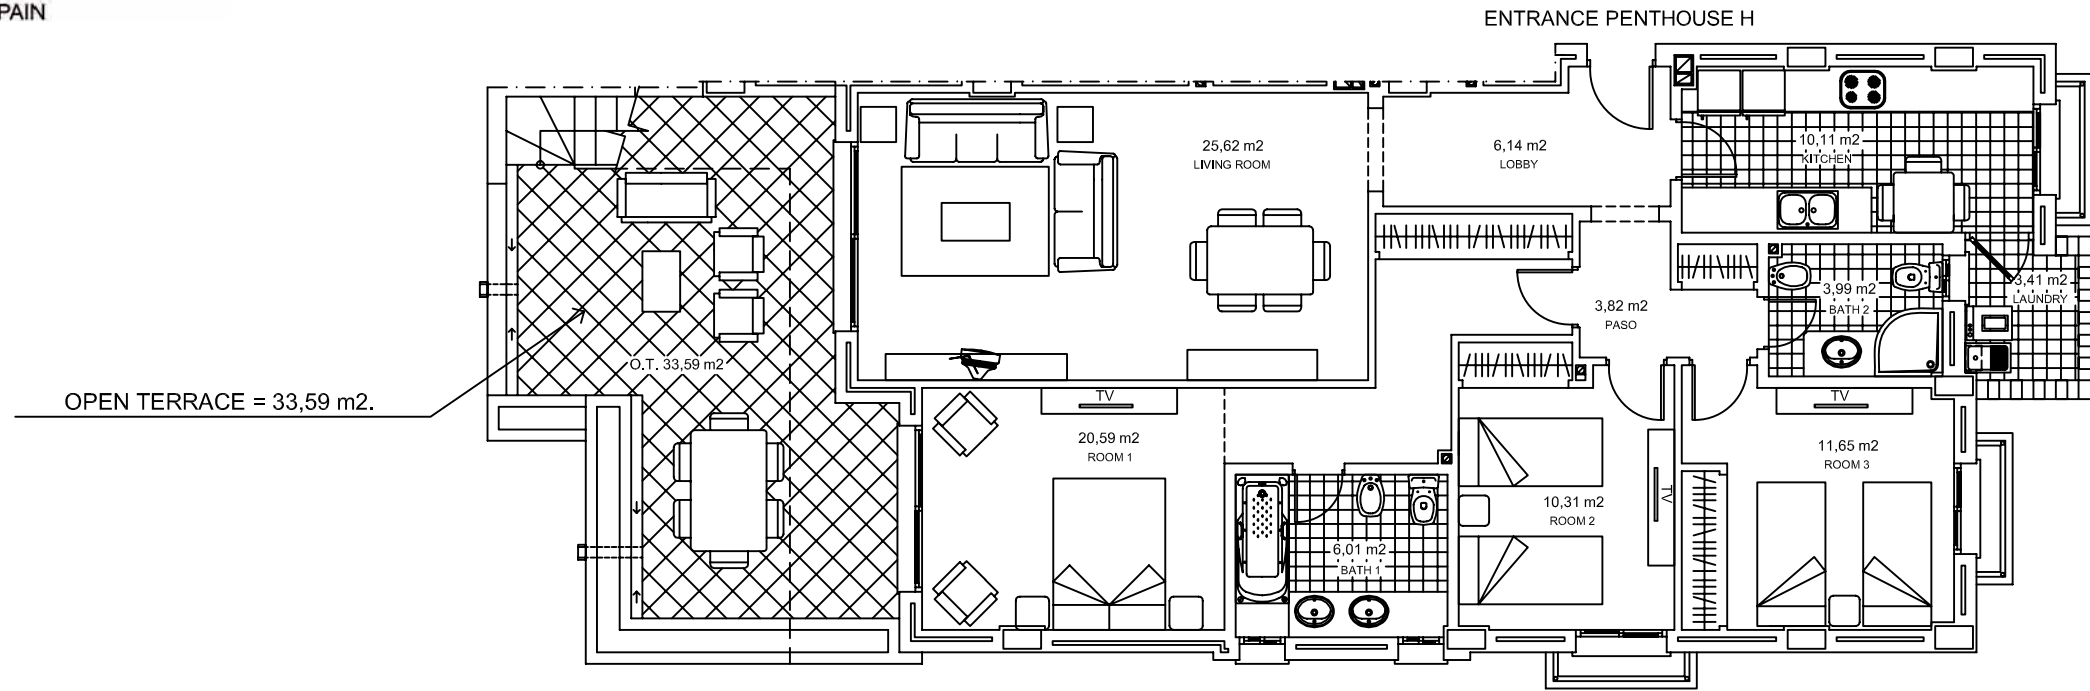 PAIN
ENTRANCE PENTHOUSE H
25,62 m2
LIVING ROOM
6,14 m2
LOBBY
10,11 m2
KITCHEN
3,82 m2
PASO
3,99 m2
BATH 2
3,41 m2
LAUNDRY
O.T. 33,59 m2
OPEN TERRACE = 33,59 m2.
TV
20,59 m2
ROOM 1
6,01 m2
BATH 1
10,31 m2
ROOM 2
TV
TV
11,65 m2
ROOM 3